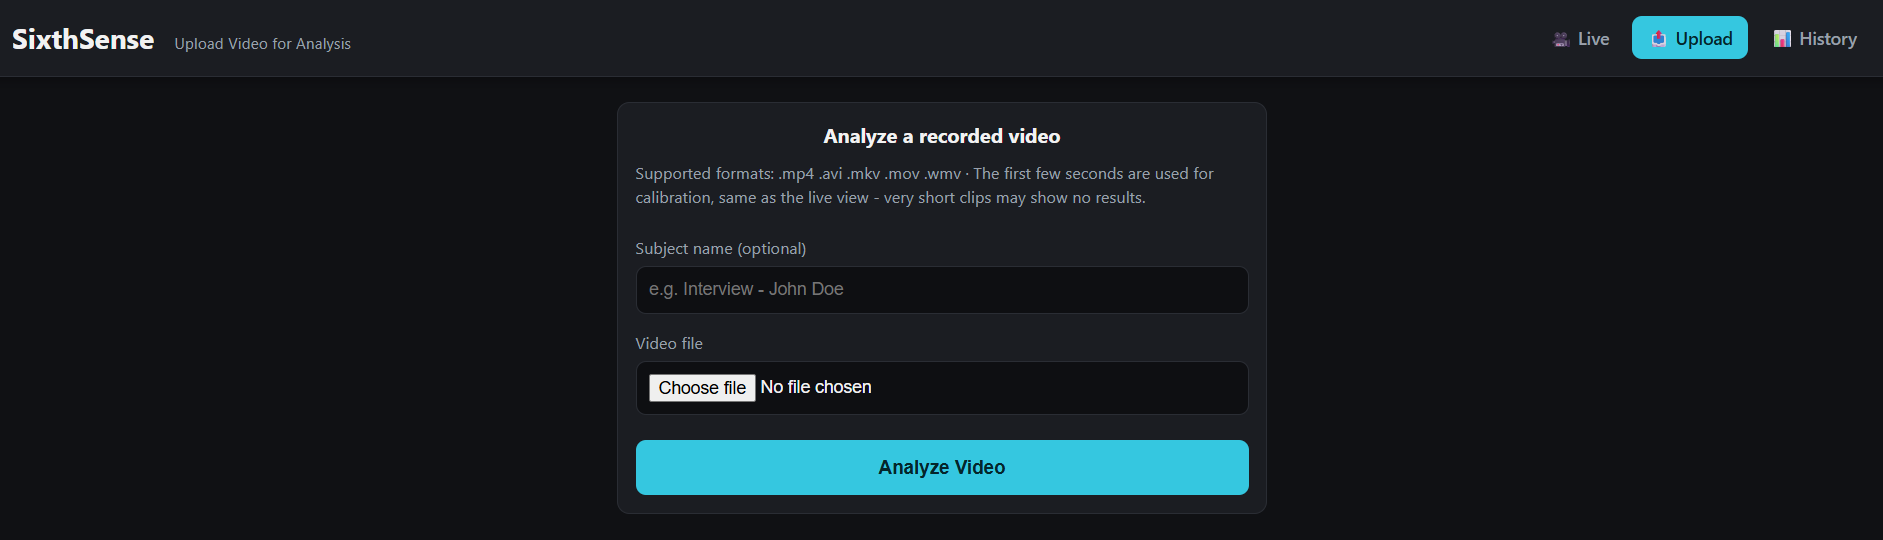 SixthSense
Upload Video for Analysis
Live
Upload
History
Analyze a recorded video
Supported formats: .mp4 .avi .mkv .mov .wmv · The first few seconds are used for
calibration, same as the live view - very short clips may show no results.
Subject name (optional)
e.g. Interview - John Doe
Video file
Choose file No file chosen
Analyze Video